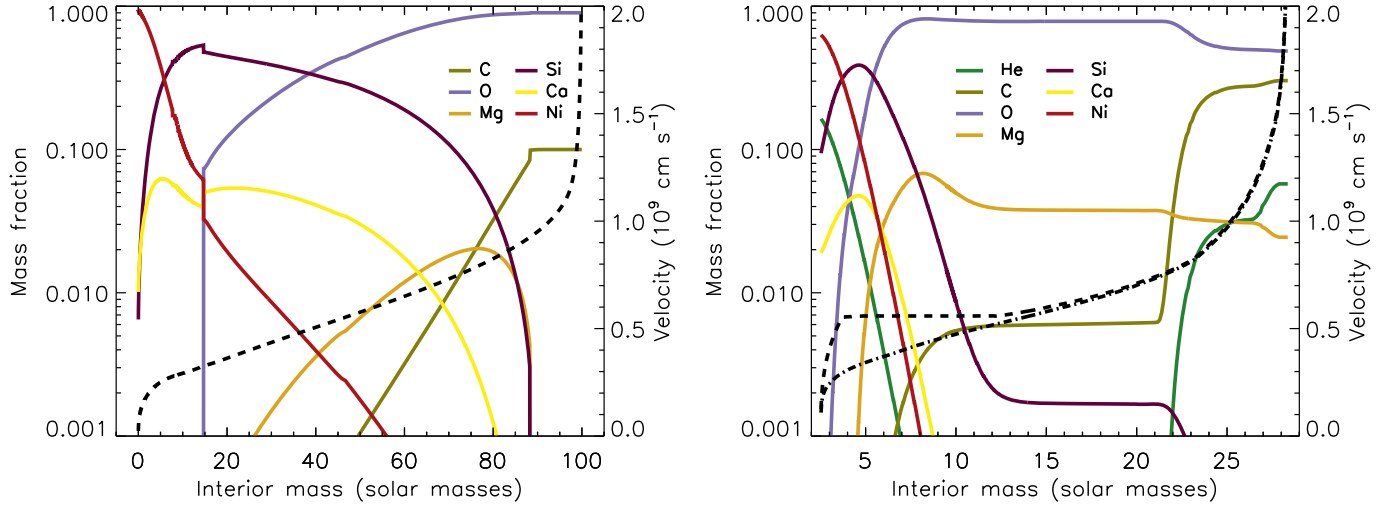 1.000
0.100
0.010
0.001
Mass fraction
0 20 40 60 80 100
Interior mass (solar masses)
2.0
1.5
1.0
0.5
0.0
Velocity (10⁹ cm s⁻¹)
C Si
O Ca
Mg Ni
1.000
0.100
0.010
0.001
Mass fraction
5 10 15 20 25
Interior mass (solar masses)
2.0
1.5
1.0
0.5
0.0
Velocity (10⁹ cm s⁻¹)
He Si
C Ca
O Ni
Mg